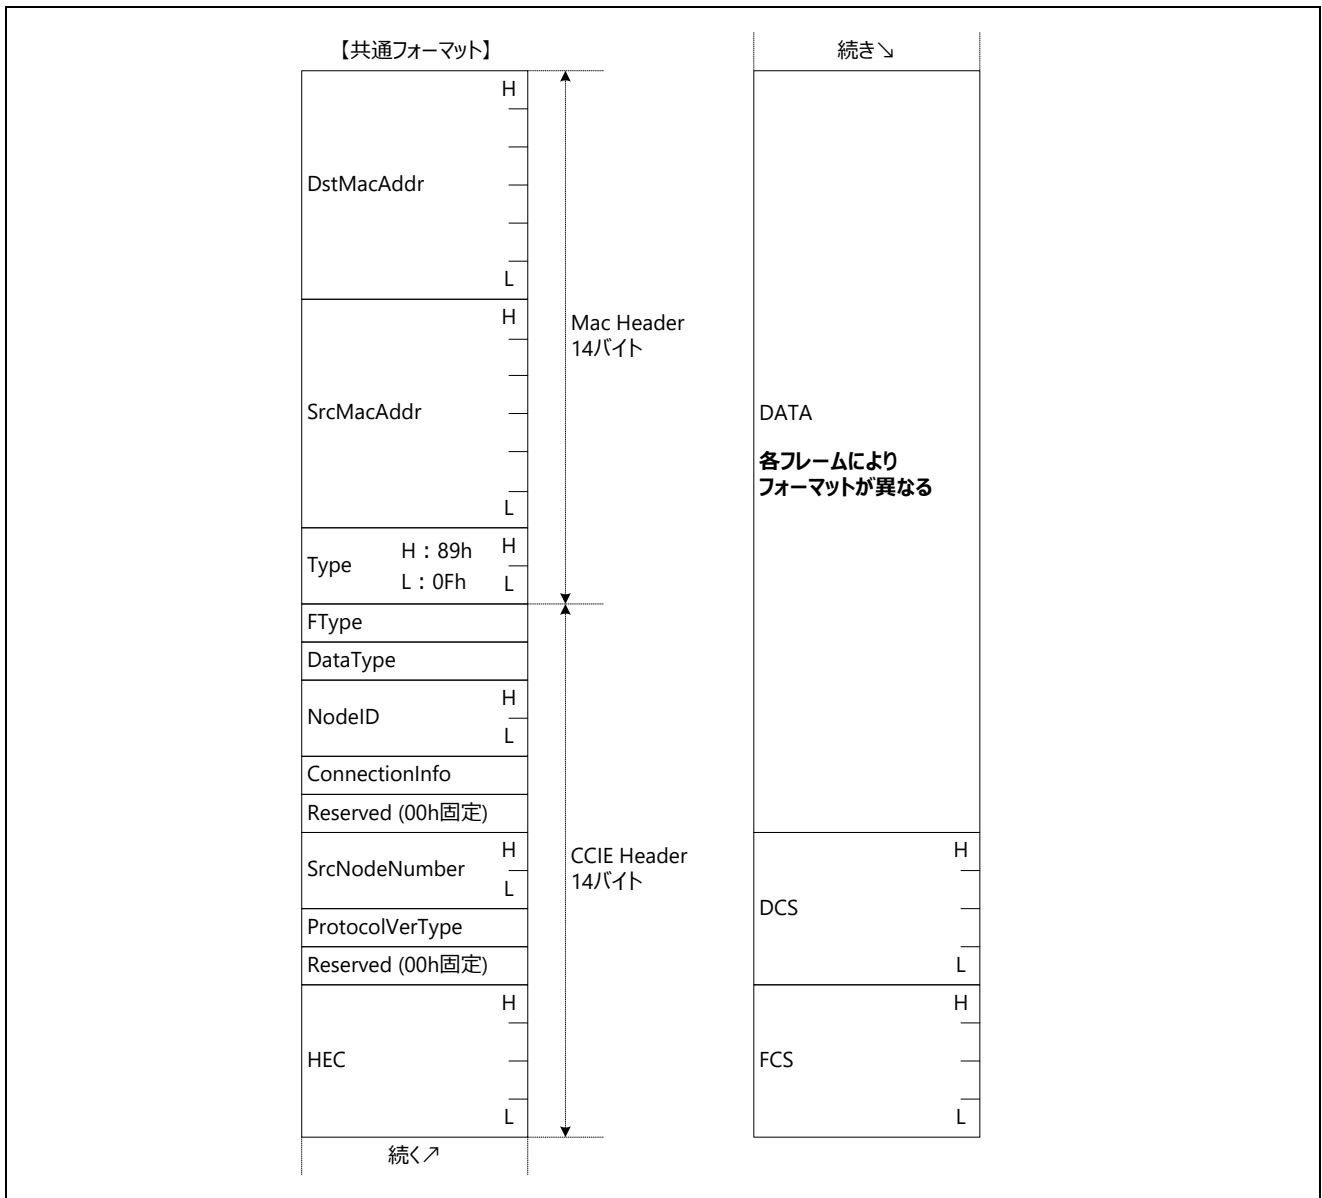 【共通フォーマット】
H
DstMacAddr
L
H
SrcMacAddr
L
Type
H：89h
H
L：0Fh
L
Mac Header
14バイト
FType
DataType
H
NodeID
L
ConnectionInfo
Reserved (00h固定)
H
SrcNodeNumber
L
ProtocolVerType
Reserved (00h固定)
H
HEC
L
CCIE Header
14バイト
続く↗
続き↘
DATA
各フレームにより
フォーマットが異なる
H
DCS
L
H
FCS
L